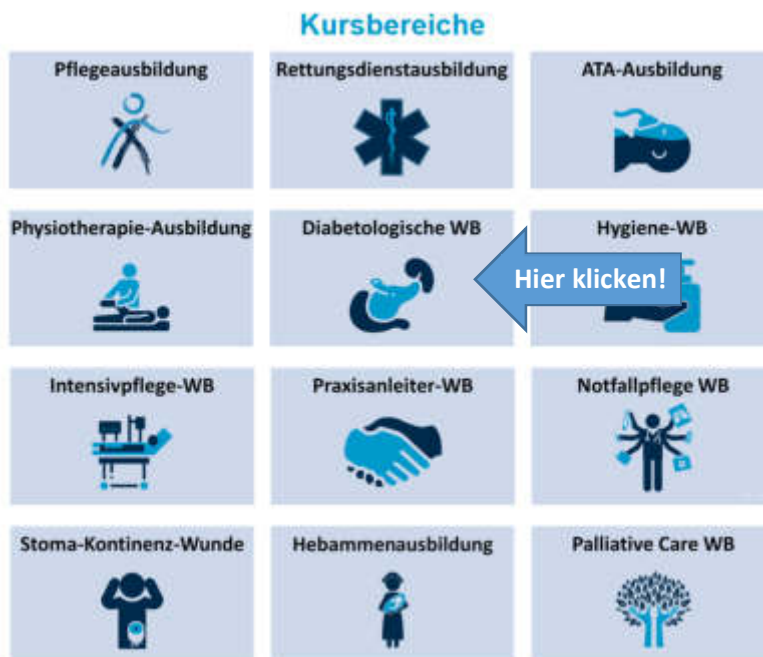 Kursbereiche
Pflegeausbildung
Rettungsdienstausbildung
ATA-Ausbildung
Physiotherapie-Ausbildung
Diabetologische WB
Hygiene-WB
Hier klicken!
Intensivpflege-WB
Praxisanleiter-WB
Notfallpflege WB
Stoma-Kontinenz-Wunde
Hebammenausbildung
Palliative Care WB